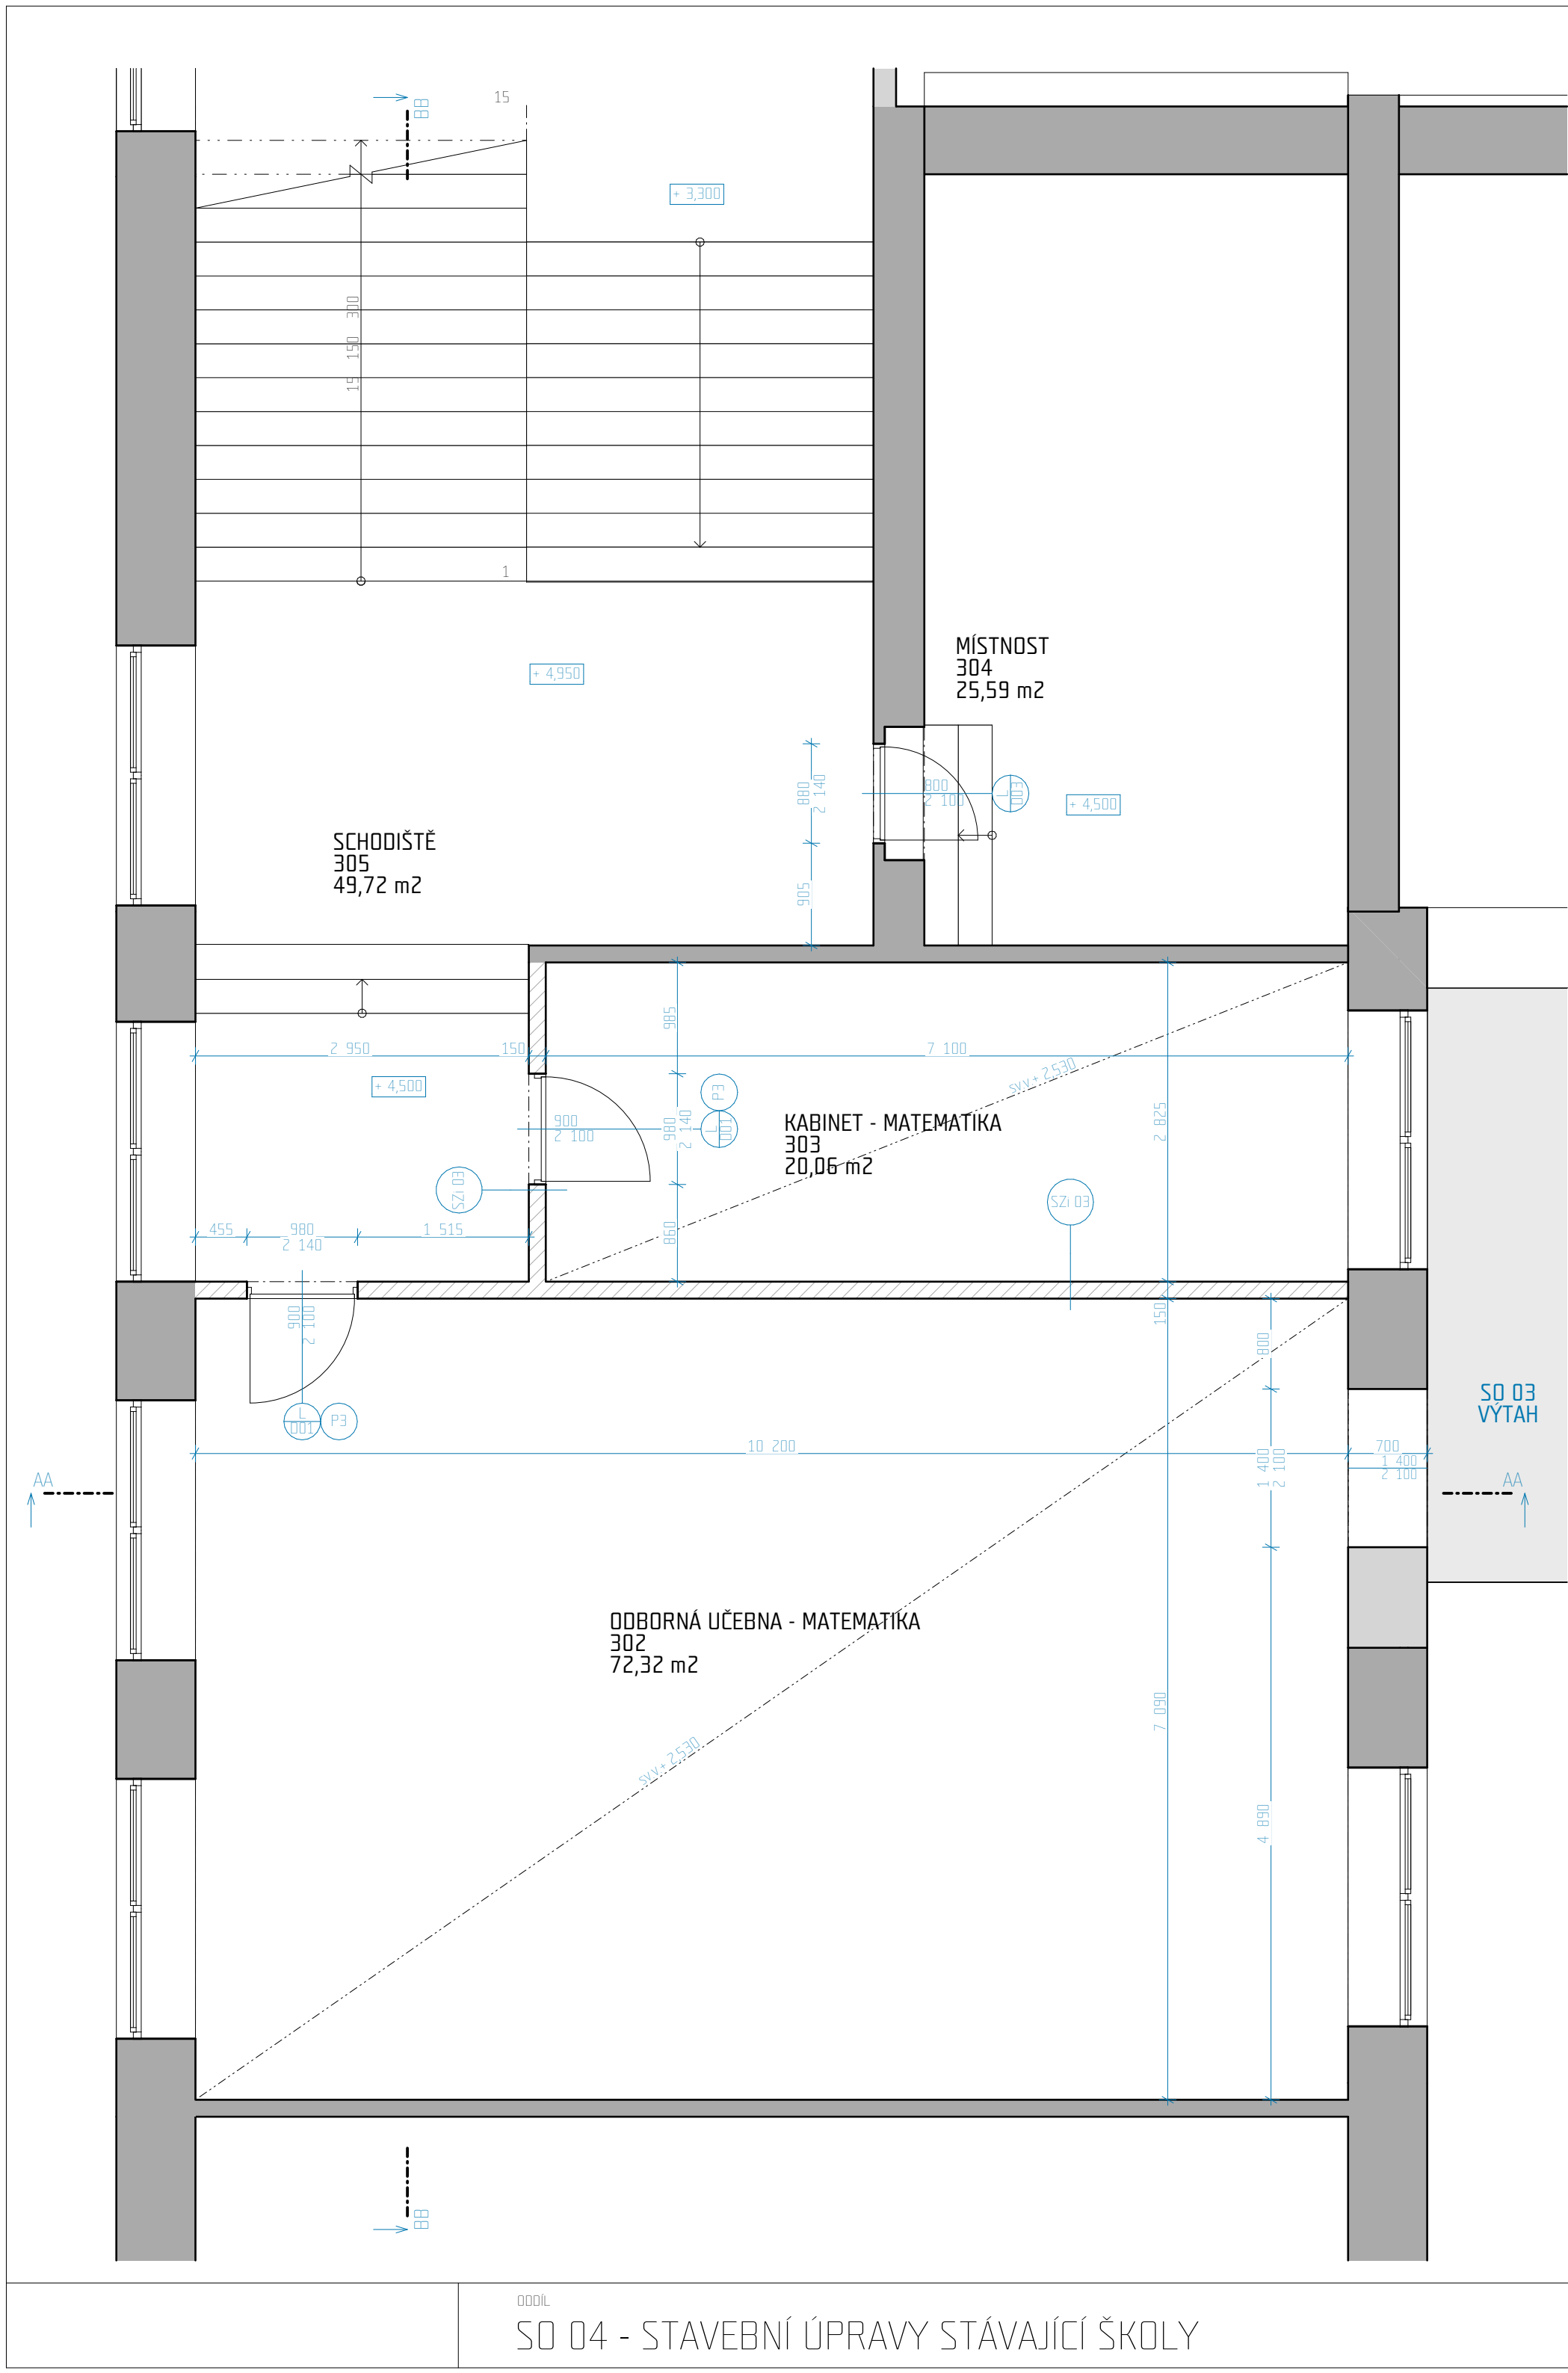 15
BB
+ 3,300
15 150 300
1
MÍSTNOST
304
25,59 m2
+ 4,950
880
2 140
800
2 100
L
003
+ 4,500
SCHODIŠTĚ
305
49,72 m2
905
985
2 950
150
7 100
sv.v+ 2,530
+ 4,500
P3
L
001
900
2 100
980
2 140
KABINET - MATEMATIKA
303
20,06 m2
2 825
SZi 03
SZi 03
455
980
2 140
1 515
860
900
2 100
150
800
L
001
P3
SO 03
VÝTAH
10 200
700
1 400
2 100
1 400
2 100
AA
AA
ODBORNÁ UČEBNA - MATEMATIKA
302
72,32 m2
7 090
sv.v+ 2,530
4 890
BB
ODDÍL
SO 04 - STAVEBNÍ ÚPRAVY STÁVAJÍCÍ ŠKOLY